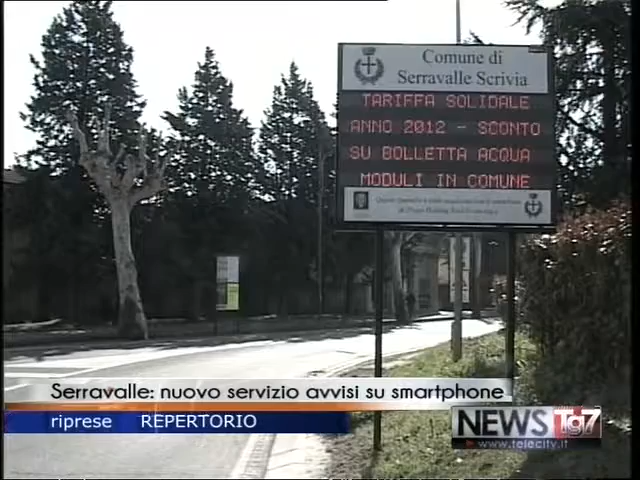 Comune di
Serravalle Scrivia
TARIFFA SOLIDALE
ANNO 2012 - SCONTO
SU BOLLETTA ACQUA
MODULI IN COMUNE
Serravalle: nuovo servizio avvisi su smartphone
riprese REPERTORIO
NEWS Tg7
www.telecity.it